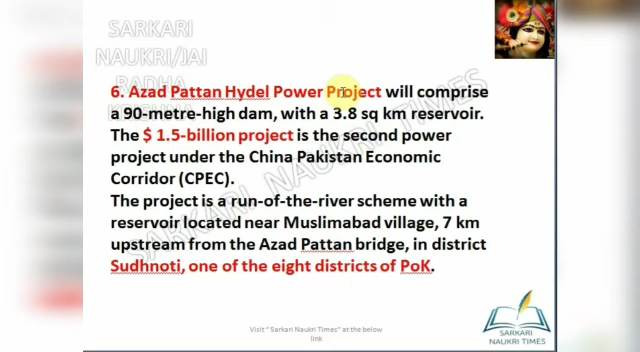 SARKARI
NAUKRI/JAI
RADHA
KRISHNA
6. Azad Pattan Hydel Power Project will comprise
a 90-metre-high dam, with a 3.8 sq km reservoir.
The $ 1.5-billion project is the second power
project under the China Pakistan Economic
Corridor (CPEC).
The project is a run-of-the-river scheme with a
reservoir located near Muslimabad village, 7 km
upstream from the Azad Pattan bridge, in district
Sudhnoti, one of the eight districts of PoK.
SARKARI NAUKRI TIMES
Visit " Sarkari Naukri Times" at the below
link
SARKARI
NAUKRI TIMES